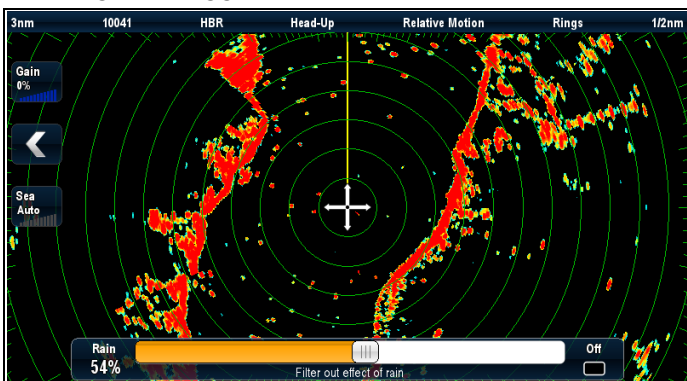 3nm 10041 HBR Head-Up Relative Motion Rings 1/2nm
Gain
0%
Sea
Auto
Rain Off
54%
Filter out effect of rain